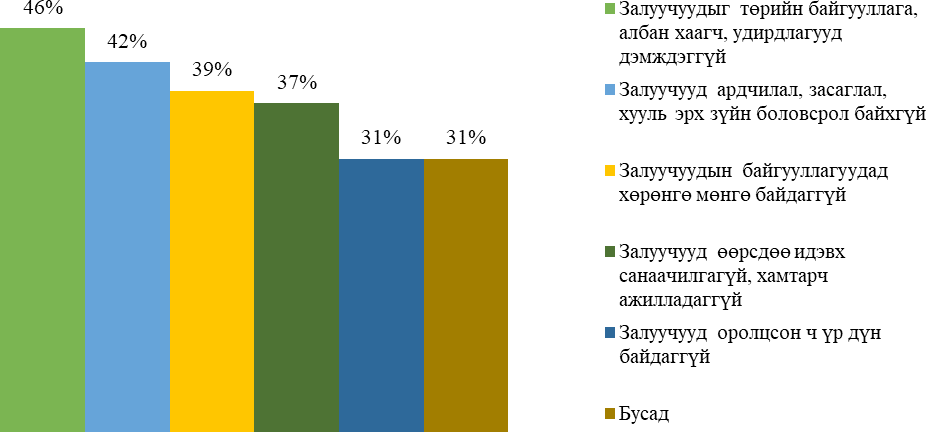 46%
42%
39%
37%
31%
31%
Залуучуудыг төрийн байгууллага,
албан хаагч, удирдлагууд
дэмждэггүй
Залуучууд ардчилал, засаглал,
хууль эрх зүйн боловсрол байхгүй
Залуучуудын байгууллагуудад
хөрөнгө мөнгө байдаггүй
Залуучууд өөрсдөө идэвх
санаачилгагүй, хамтарч
ажилладаггүй
Залуучууд оролцсон ч үр дүн
байдаггүй
Бусад